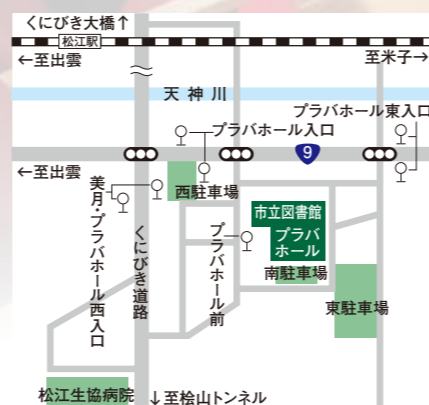 くにびき大橋↑
松江駅
←至出雲
至米子→
天神川
プラバホール東入口
プラバホール入口
9
←至出雲
西駐車場
美月・プラバホール西入口
くにびき道路
プラバホール前
市立図書館
プラバ
ホール
南駐車場
東駐車場
松江生協病院
↓至桧山トンネル